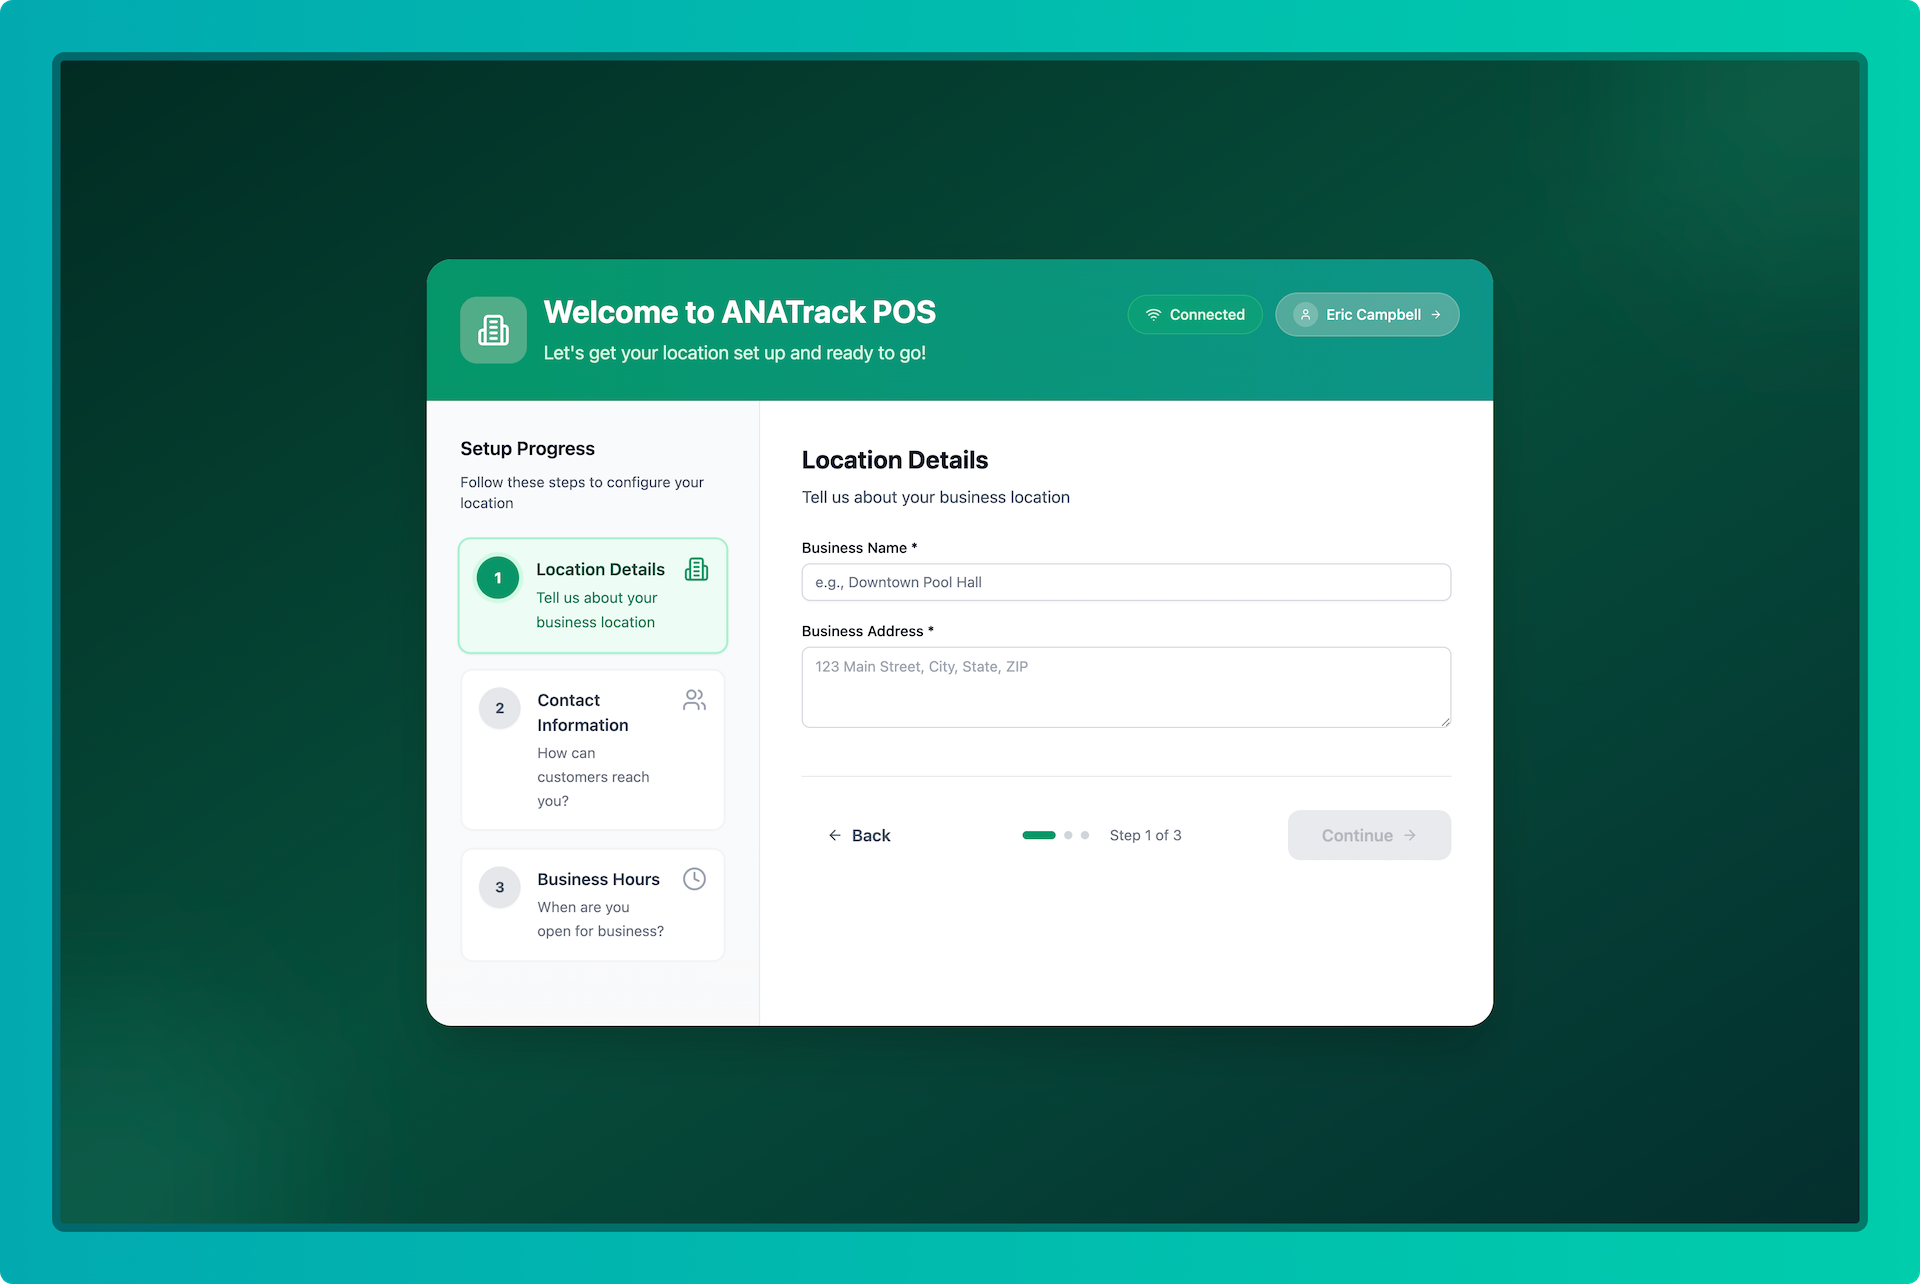 Welcome to ANATrack POS
Let's get your location set up and ready to go!
Connected
Eric Campbell
Setup Progress
Follow these steps to configure your
location
1
Location Details
Tell us about your
business location
2
Contact
Information
How can
customers reach
you?
3
Business Hours
When are you
open for business?
Location Details
Tell us about your business location
Business Name *
e.g., Downtown Pool Hall
Business Address *
123 Main Street, City, State, ZIP
Back
Step 1 of 3
Continue